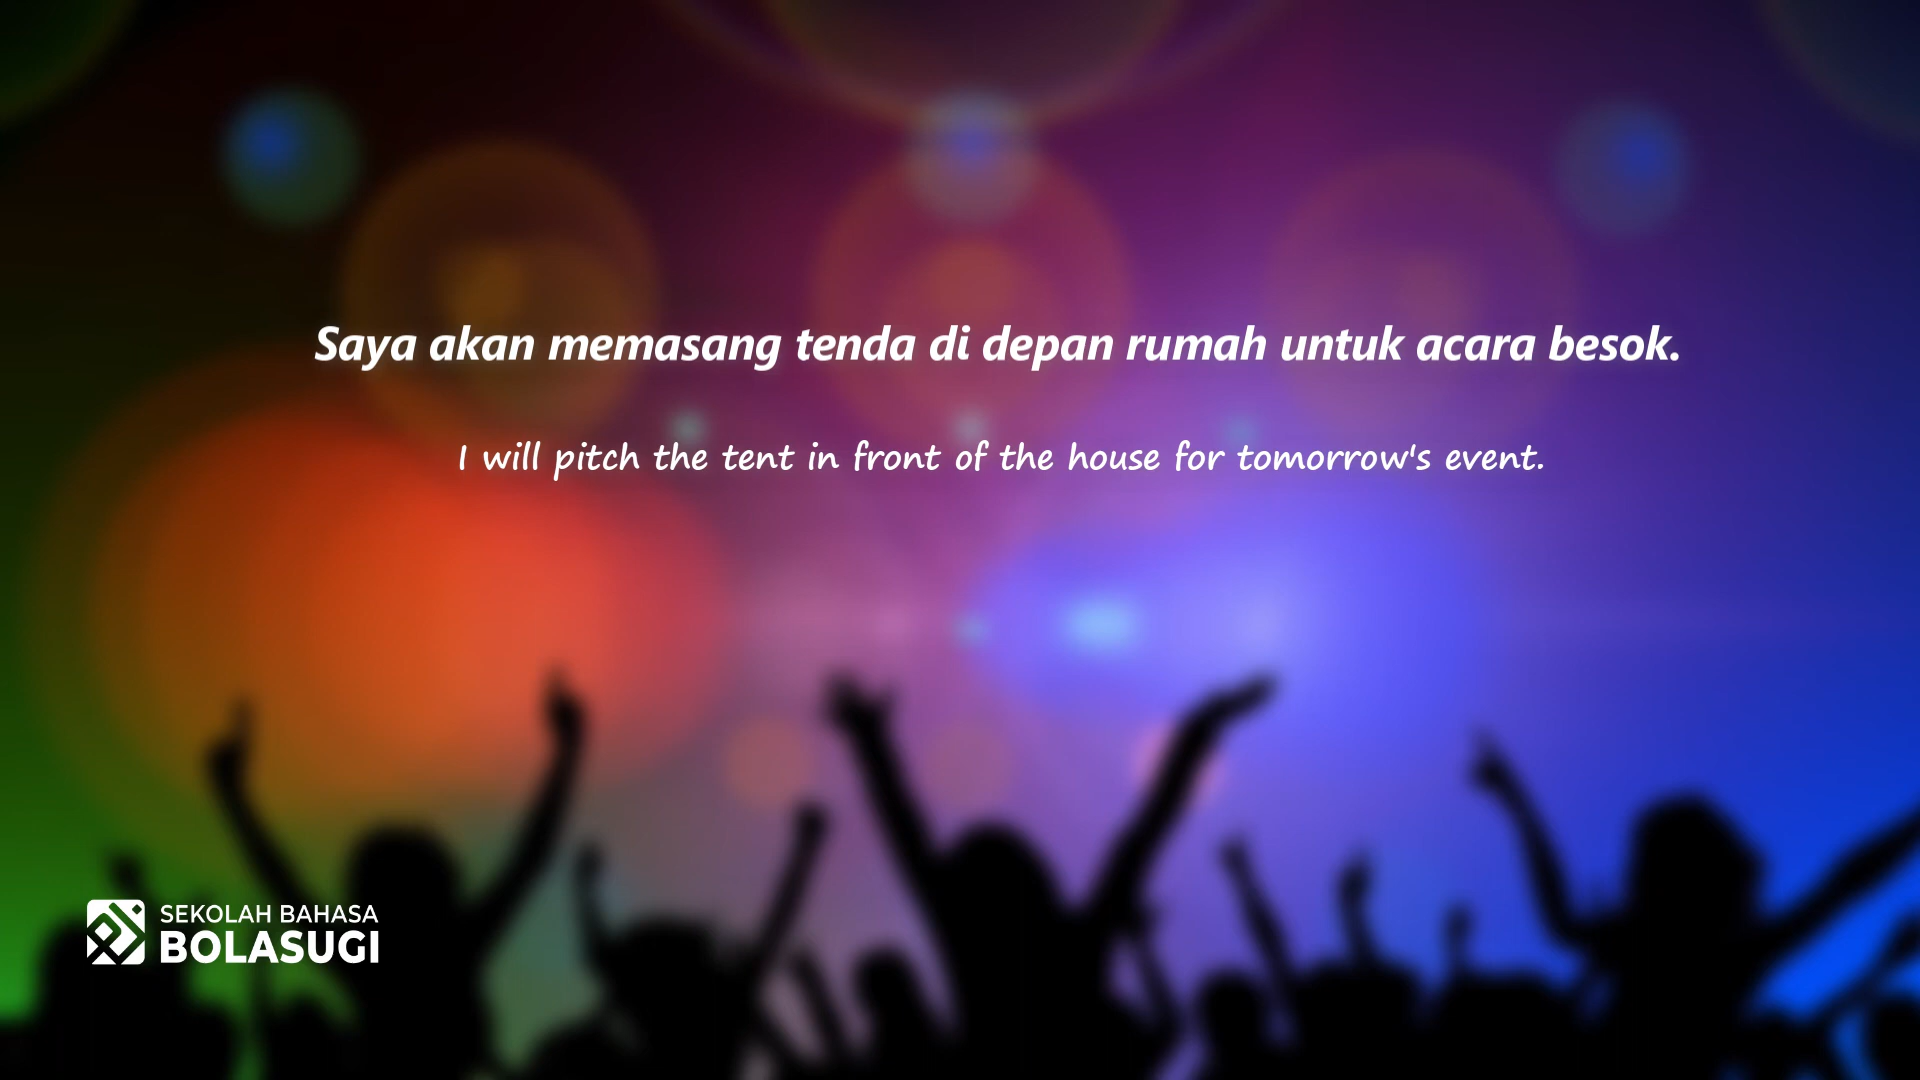 Saya akan memasang tenda di depan rumah untuk acara besok.
I will pitch the tent in front of the house for tomorrow's event.
SEKOLAH BAHASA
BOLASUGI